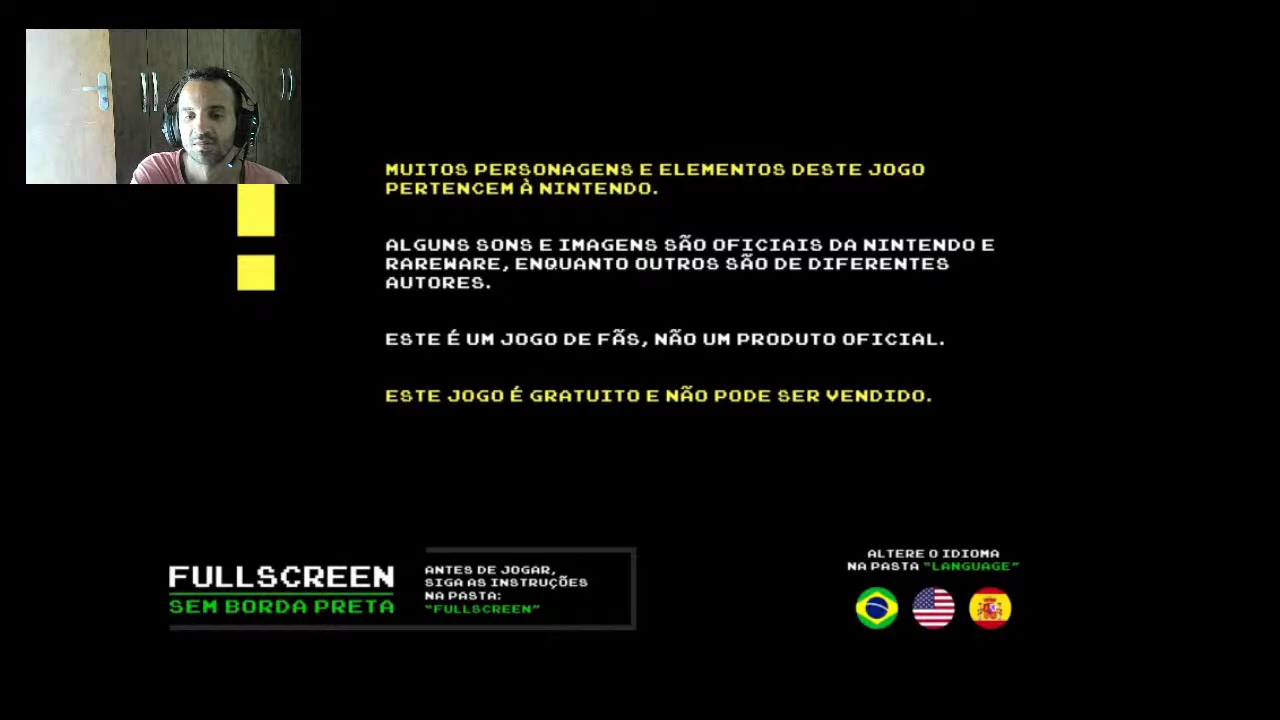 MUITOS PERSONAGENS E ELEMENTOS DESTE JOGO
PERTENCEM À NINTENDO.
ALGUNS SONS E IMAGENS SÃO OFICIAIS DA NINTENDO E
RAREWARE, ENQUANTO OUTROS SÃO DE DIFERENTES
AUTORES.
ESTE É UM JOGO DE FÃS, NÃO UM PRODUTO OFICIAL.
ESTE JOGO É GRATUITO E NÃO PODE SER VENDIDO.
FULLSCREEN
SEM BORDA PRETA
ANTES DE JOGAR,
SIGA AS INSTRUÇÕES
NA PASTA:
"FULLSCREEN"
ALTERE O IDIOMA
NA PASTA "LANGUAGE"